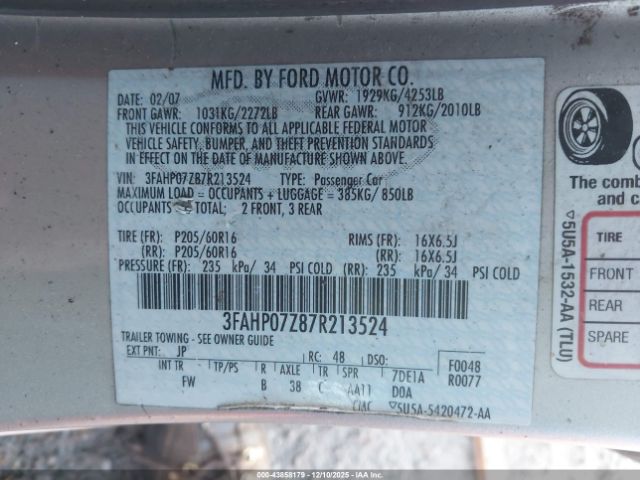 MFD. BY FORD MOTOR CO.
DATE: 02/07 GVWR: 1929KG/4253LB
FRONT GAWR: 1031KG/2272LB REAR GAWR: 912KG/2010LB
THIS VEHICLE CONFORMS TO ALL APPLICABLE FEDERAL MOTOR
VEHICLE SAFETY, BUMPER, AND THEFT PREVENTION STANDARDS
IN EFFECT ON THE DATE OF MANUFACTURE SHOWN ABOVE.
VIN: 3FAHP07Z87R213524 TYPE: Passenger Car
MAXIMUM LOAD = OCCUPANTS + LUGGAGE = 385KG/ 850LB
OCCUPANTS TOTAL, 2 FRONT, 3 REAR
TIRE (FR): P205/60R16 RIMS (FR): 16X6.5J
(RR): P205/60R16 (RR): 16X6.5J
PRESSURE (FR): 235 kPa/ 34 PSI COLD (RR): 235 kPa/ 34 PSI COLD
3FAHP07Z87R213524
TRAILER TOWING - SEE OWNER GUIDE
EXT PNT: JP RC: 48 DSO: F0048
INT TR TP/PS R AXLE TR SPR 7DE1A R0077
FW B 38 C AA11 D0A
▽5U5A-5420472-AA
The comb
and c
TIRE
FRONT
REAR
SPARE
▽5U5A-1532-AA (TLU)
000-43858179 - 12/10/2025 - IAA Inc.